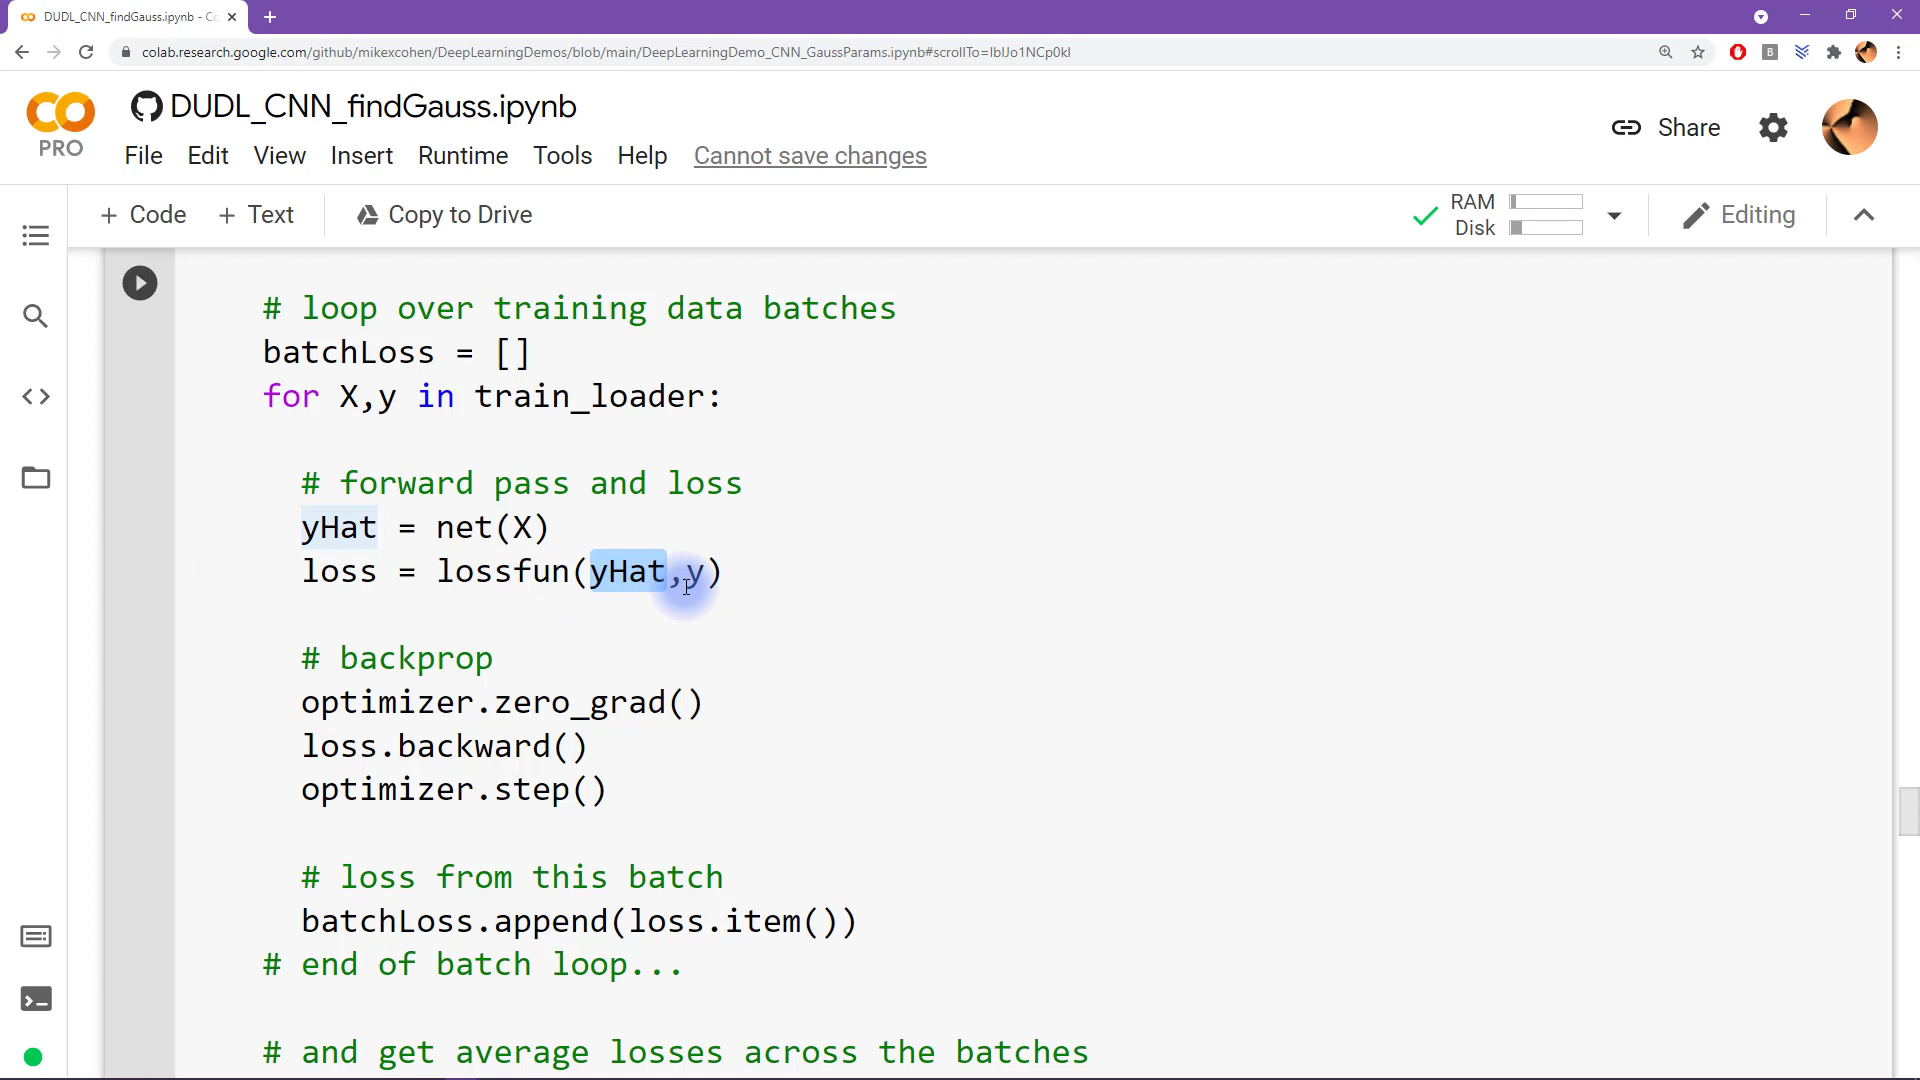 DUDL_CNN_findGauss.ipynb - Co
colab.research.google.com/github/mikexcohen/DeepLearningDemos/blob/main/DeepLearningDemo_CNN_GaussParams.ipynb#scrollTo=IblJo1NCp0kl
PRO
DUDL_CNN_findGauss.ipynb
File Edit View Insert Runtime Tools Help Cannot save changes
Share
+ Code + Text Copy to Drive
RAM
Disk
Editing
# loop over training data batches
batchLoss = []
for X,y in train_loader:
# forward pass and loss
yHat = net(X)
loss = lossfun(yHat,y)
# backprop
optimizer.zero_grad()
loss.backward()
optimizer.step()
# loss from this batch
batchLoss.append(loss.item())
# end of batch loop...
# and get average losses across the batches